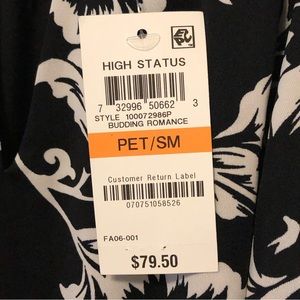 HIGH STATUS
7 32996 50662 3
STYLE 100072986P
BUDDING ROMANCE
PET/SM
Customer Return Label
070751058526
FA06-001
$79.50